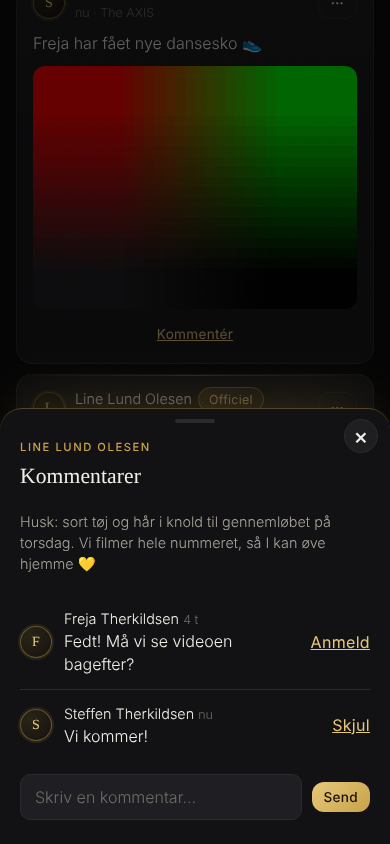 S
nu · The AXIS
...
Freja har fået nye dansesko 👟
Kommentér
Line Lund Olesen Officiel
...
LINE LUND OLESEN
Kommentarer
Husk: sort tøj og hår i knold til gennemløbet på
torsdag. Vi filmer hele nummeret, så I kan øve
hjemme 💛
F
Freja Therkildsen 4 t
Fedt! Må vi se videoen
bagefter?
Anmeld
S
Steffen Therkildsen nu
Vi kommer!
Skjul
Skriv en kommentar...
Send